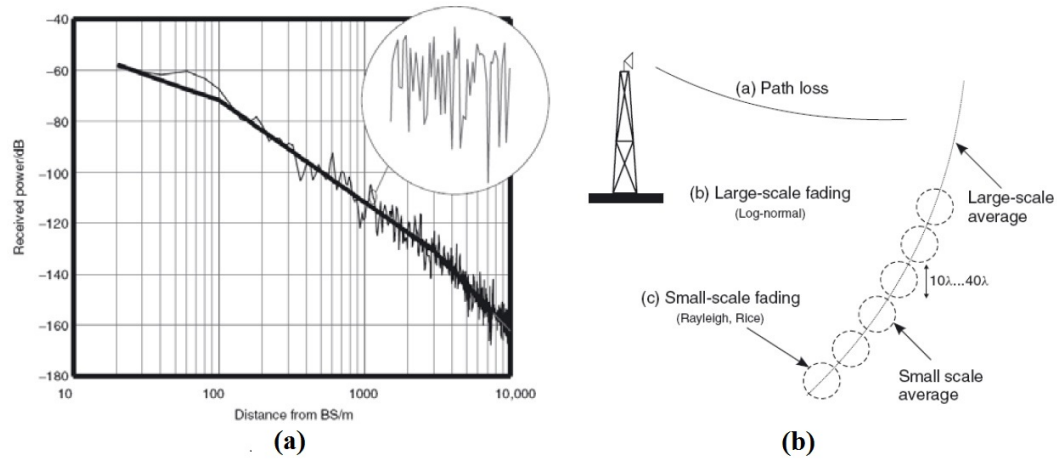 −40
−60
−80
−100
−120
−140
−160
−180
Received power/dB
10
100
1000
10,000
Distance from BS/m
(a)
(a) Path loss
(b) Large-scale fading
(Log-normal)
Large-scale
average
10λ...40λ
(c) Small-scale fading
(Rayleigh, Rice)
Small scale
average
(b)